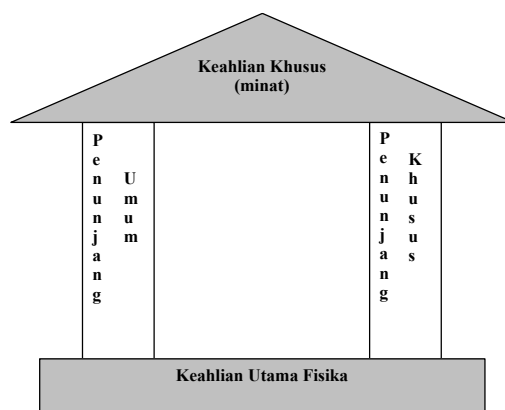 Keahlian Khusus
(minat)
Penunjang
Umum
Penunjang
Khusus
Keahlian Utama Fisika